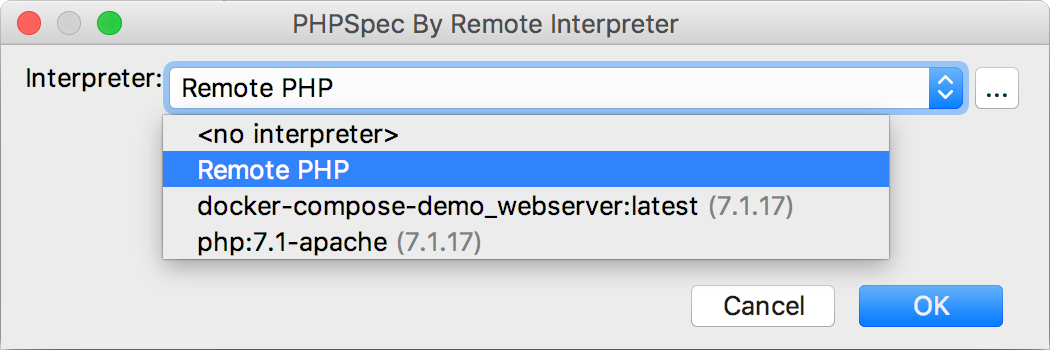 PHPSpec By Remote Interpreter
Interpreter: Remote PHP ...
<no interpreter>
Remote PHP
docker-compose-demo_webserver:latest (7.1.17)
php:7.1-apache (7.1.17)
Cancel OK